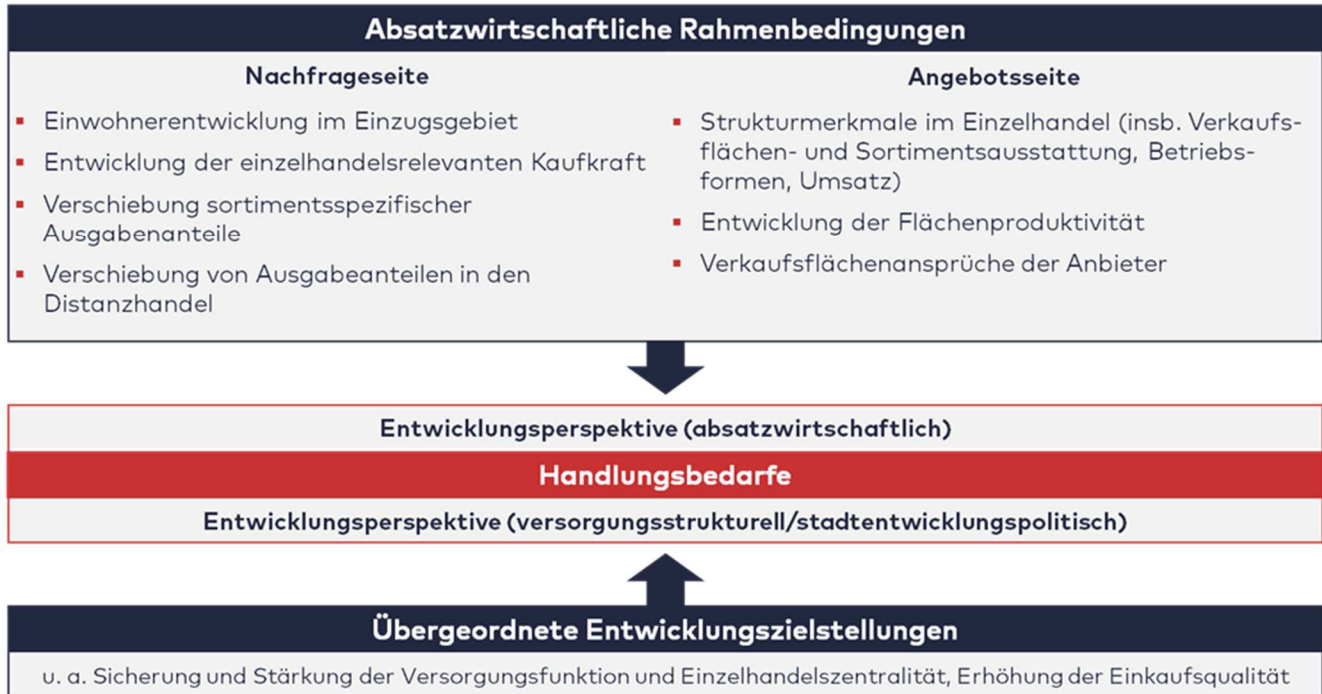 Absatzwirtschaftliche Rahmenbedingungen
Nachfrageseite
Einwohnerentwicklung im Einzugsgebiet
Entwicklung der einzelhandelsrelevanten Kaufkraft
Verschiebung sortimentsspezifischer
Ausgabenanteile
Verschiebung von Ausgabeanteilen in den
Distanzhandel
Angebotsseite
Strukturmerkmale im Einzelhandel (insb. Verkaufs-
flächen- und Sortimentsausstattung, Betriebs-
formen, Umsatz)
Entwicklung der Flächenproduktivität
Verkaufsflächenansprüche der Anbieter
Entwicklungsperspektive (absatzwirtschaftlich)
Handlungsbedarfe
Entwicklungsperspektive (versorgungsstrukturell/stadtentwicklungspolitisch)
Übergeordnete Entwicklungszielstellungen
u. a. Sicherung und Stärkung der Versorgungsfunktion und Einzelhandelszentralität, Erhöhung der Einkaufsqualität